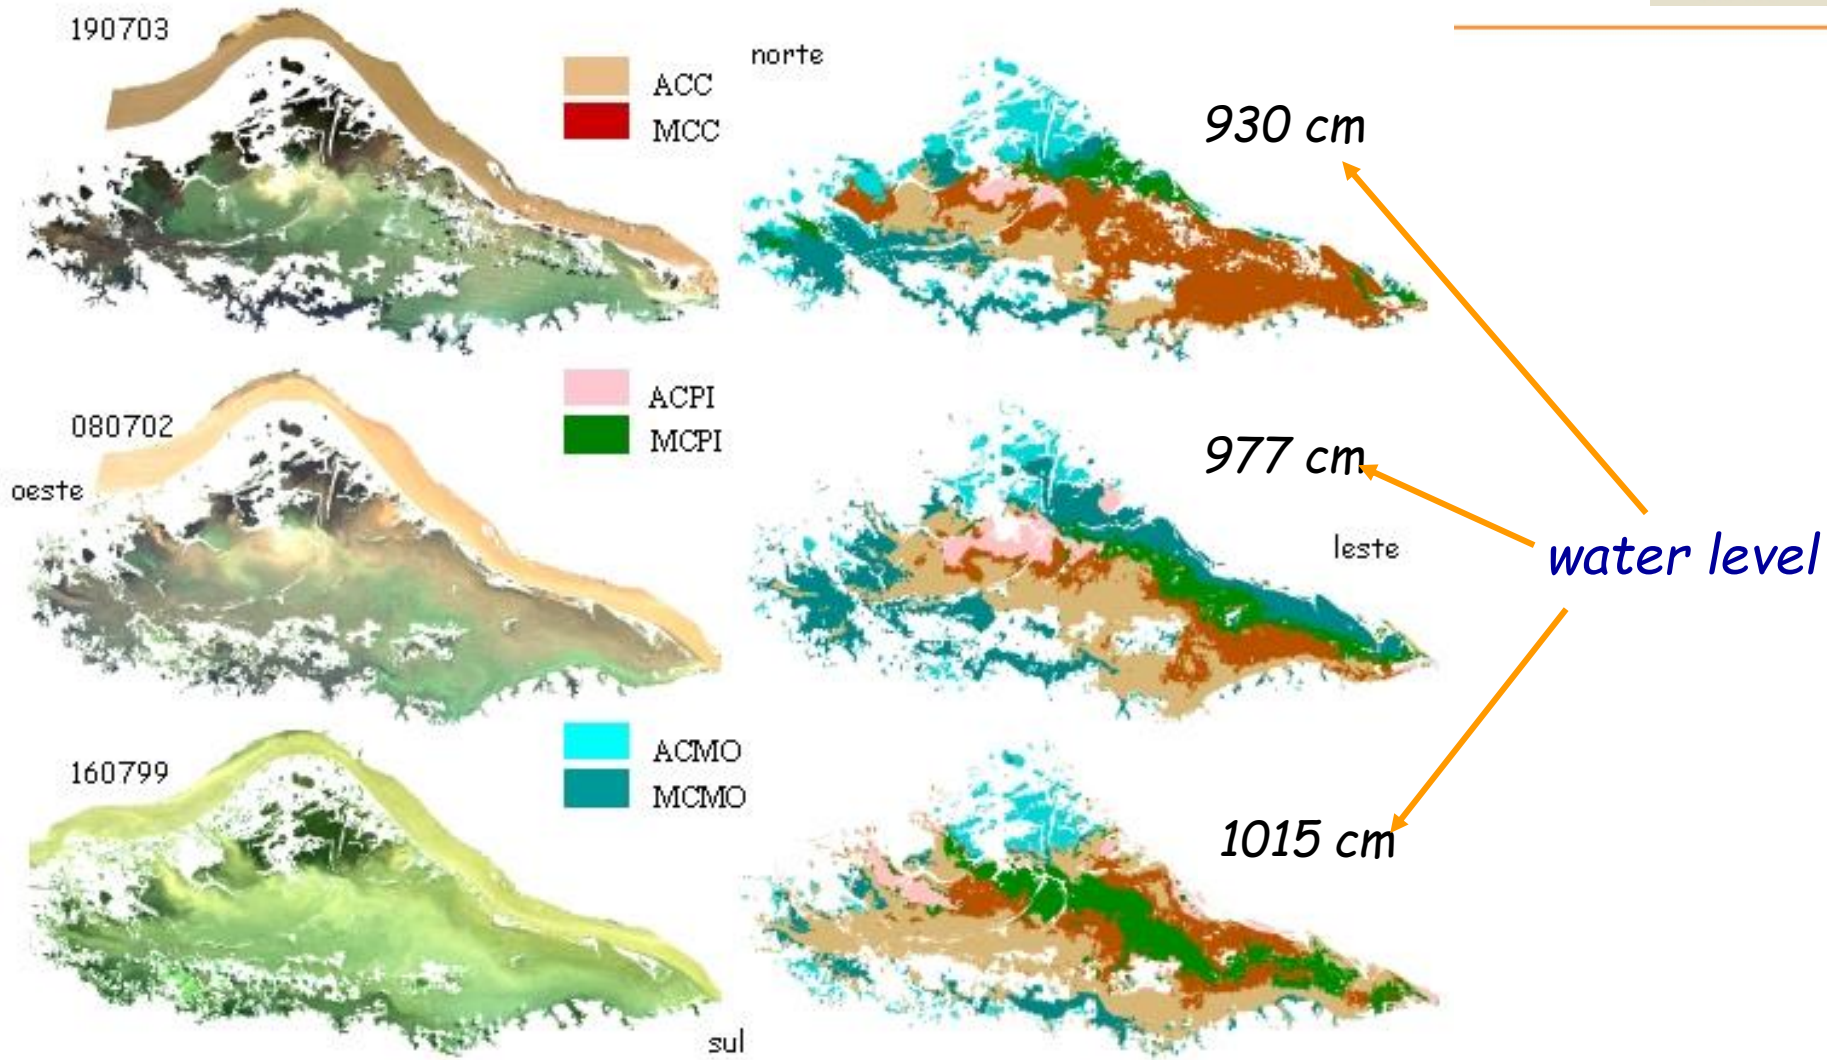 190703
ACC
MCC
norte
930 cm
080702
oeste
ACPI
MCPI
977 cm
leste
water level
160799
ACMO
MCMO
1015 cm
sul